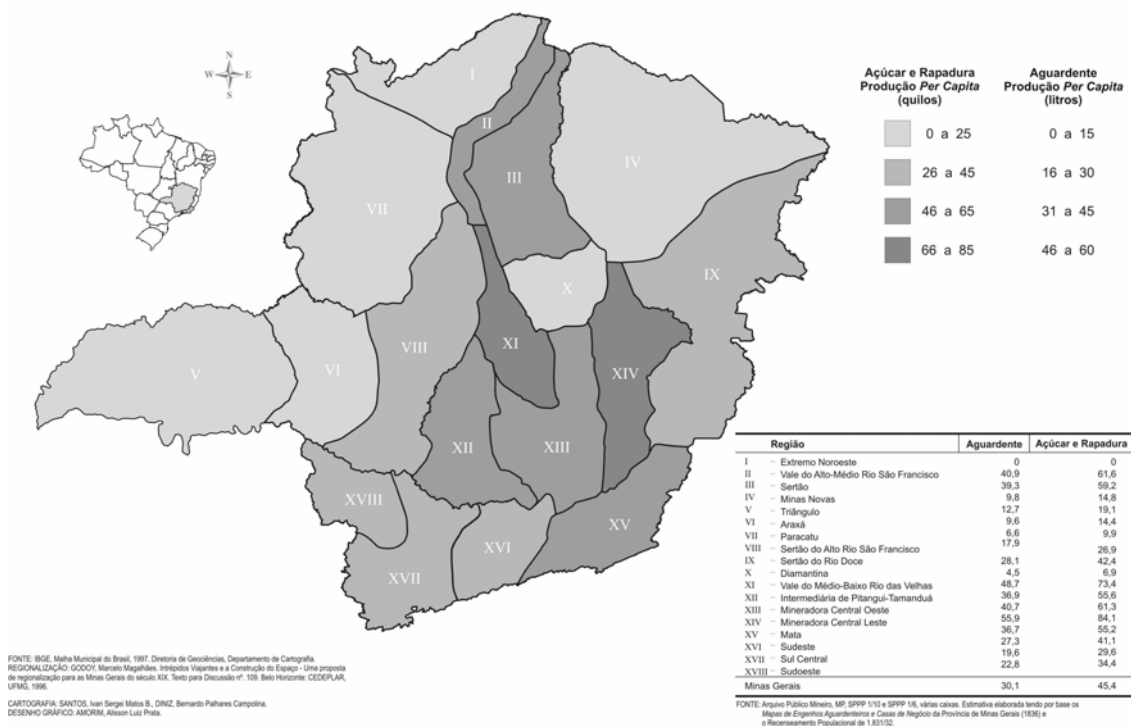 N
W E
S
Açúcar e Rapadura
Produção Per Capita
(quilos)
Aguardente
Produção Per Capita
(litros)
0 a 25 0 a 15
26 a 45 16 a 30
46 a 65 31 a 45
66 a 85 46 a 60
I
II
III
IV
VII
IX
X
XI
VIII
V
VI
XIV
XII
XIII
XVIII
XV
XVI
XVII
Região Aguardente Açúcar e Rapadura
I – Extremo Noroeste 0 0
II – Vale do Alto-Médio Rio São Francisco 40,9 61,6
III – Sertão 39,3 59,2
IV – Minas Novas 9,8 14,8
V – Triângulo 12,7 19,1
VI – Araxá 9,6 14,4
VII – Paracatu 6,6 9,9
VIII – Sertão do Alto Rio São Francisco 17,9 26,9
IX – Sertão do Rio Doce 28,1 42,4
X – Diamantina 4,5 6,9
XI – Vale do Médio-Baixo Rio das Velhas 48,7 73,4
XII – Intermediária de Pitangui-Tamanduá 36,9 55,6
XIII – Mineradora Central Oeste 40,7 61,3
XIV – Mineradora Central Leste 55,9 84,1
XV – Mata 36,7 55,2
XVI – Sudeste 27,3 41,1
XVII – Sul Central 19,6 29,6
XVIII – Sudoeste 22,8 34,4
Minas Gerais 30,1 45,4
FONTE: Arquivo Público Mineiro, MP, SPPP 1/10 e SPPP 1/6, várias caixas. Estimativa elaborada tendo por base os
Mapas de Engenhos Aguardenteiros e Casas de Negócio da Provincia de Minas Gerais (1836) e
o Recenseamento Populacional de 1.831/32.
FONTE: IBGE, Malha Municipal do Brasil, 1997. Diretoria de Geociências, Departamento de Cartografia.
REGIONALIZAÇÃO: GODOY, Marcelo Magalhães. Intrépidos Viajantes e a Construção do Espaço - Uma proposta
de regionalização para as Minas Gerais do século XIX. Texto para Discussão nº. 109. Belo Horizonte: CEDEPLAR,
UFMG, 1996.
CARTOGRAFIA: SANTOS, Ivan Sergei Matos B., DINIZ, Bernardo Palhares Campolina.
DESENHO GRÁFICO: AMORIM, Alisson Luiz Prata.